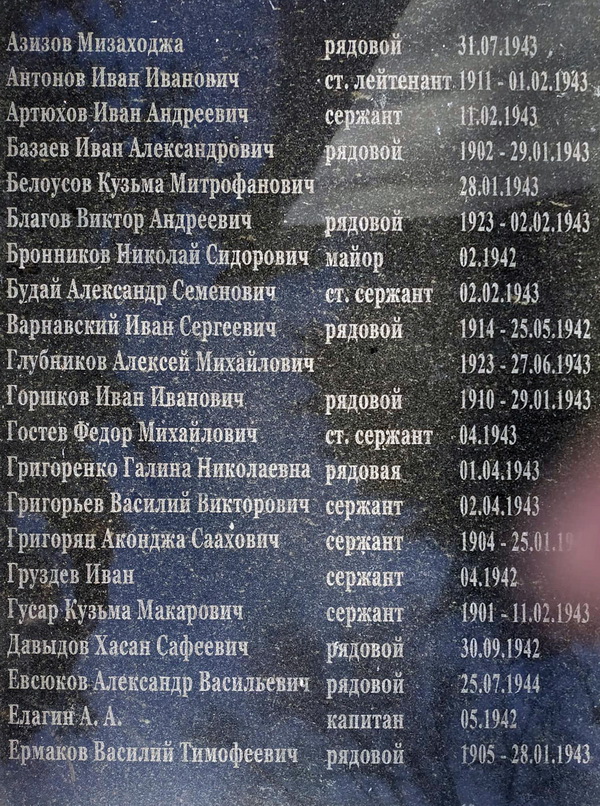 Азизов Мизаходжа рядовой 31.07.1943
Антонов Иван Иванович ст. лейтенант 1911 - 01.02.1943
Артюхов Иван Андреевич сержант 11.02.1943
Базаев Иван Александрович рядовой 1902 - 29.01.1943
Белоусов Кузьма Митрофанович 28.01.1943
Благов Виктор Андреевич рядовой 1923 - 02.02.1943
Бронников Николай Сидорович майор 02.1942
Будай Александр Семенович ст. сержант 02.02.1943
Варнавский Иван Сергеевич рядовой 1914 - 25.05.1942
Глубников Алексей Михайлович 1923 - 27.06.1943
Горшков Иван Иванович рядовой 1910 - 29.01.1943
Гостев Федор Михайлович ст. сержант 04.1943
Григоренко Галина Николаевна рядовая 01.04.1943
Григорьев Василий Викторович сержант 02.04.1943
Григорян Аконджа Саахович сержант 1904 -
Груздев Иван сержант 04.1942
Гусар Кузьма Макарович сержант 1901 - 11.02.1943
Давыдов Хасан Сафеевич рядовой 30.09.1942
Евсюков Александр Васильевич рядовой 25.07.1944
Елагин А. А. капитан 05.1942
Ермаков Василий Тимофеевич рядовой 1905 - 28.01.1943